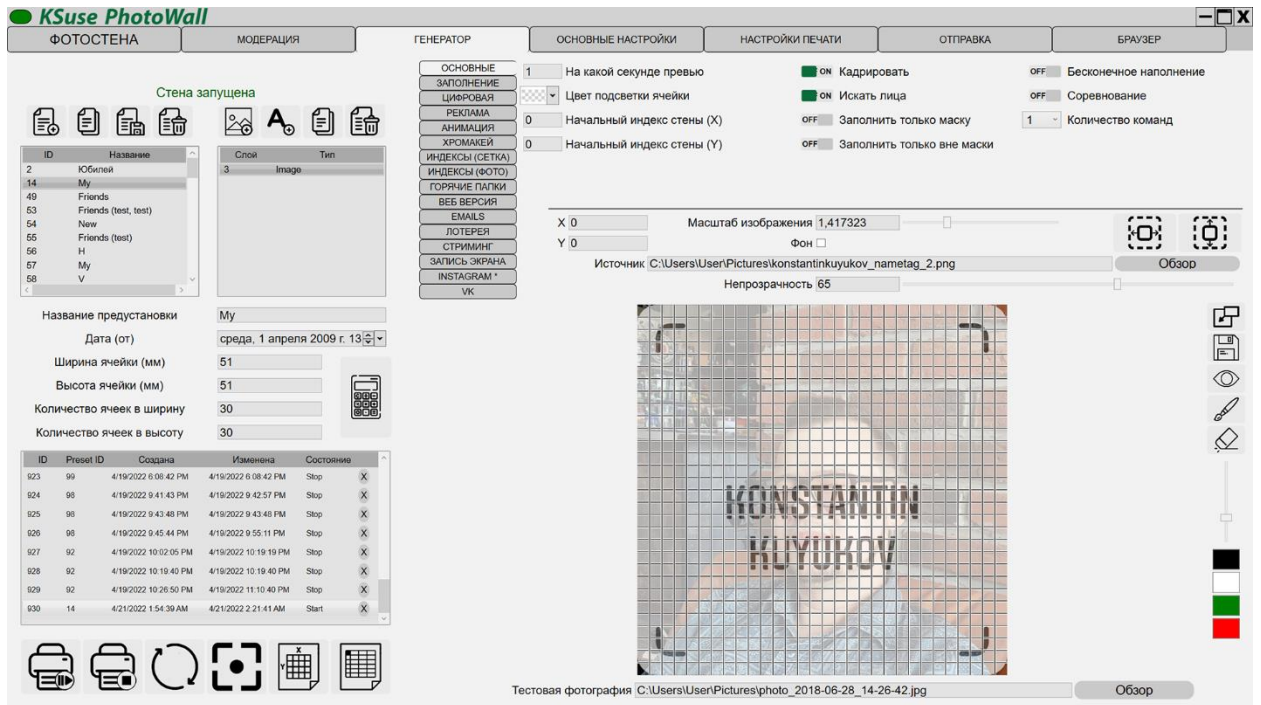 KSuse PhotoWall
X
ФОТОСТЕНА МОДЕРАЦИЯ ГЕНЕРАТОР ОСНОВНЫЕ НАСТРОЙКИ НАСТРОЙКИ ПЕЧАТИ ОТПРАВКА БРАУЗЕР
Стена запущена
ID Название
2 Юбилей
14 My
49 Friends
53 Friends (test, test)
54 New
55 Friends (test)
56 H
57 My
58 V
Слой Тип
3 Image
Название предустановки My
Дата (от) среда, 1 апреля 2009 г. 13
Ширина ячейки (мм) 51
Высота ячейки (мм) 51
Количество ячеек в ширину 30
Количество ячеек в высоту 30
ID Preset ID Создана Изменена Состояние
923 99 4/19/2022 6:08:42 PM 4/19/2022 6:08:42 PM Stop X
924 98 4/19/2022 9:41:43 PM 4/19/2022 9:42:57 PM Stop X
925 98 4/19/2022 9:43:48 PM 4/19/2022 9:43:48 PM Stop X
926 98 4/19/2022 9:45:44 PM 4/19/2022 9:55:11 PM Stop X
927 92 4/19/2022 10:02:05 PM 4/19/2022 10:19:19 PM Stop X
928 92 4/19/2022 10:19:40 PM 4/19/2022 10:19:40 PM Stop X
929 92 4/19/2022 10:26:50 PM 4/19/2022 11:10:40 PM Stop X
930 14 4/21/2022 1:54:39 AM 4/21/2022 2:21:41 AM Start X
X
Y
ОСНОВНЫЕ
ЗАПОЛНЕНИЕ
ЦИФРОВАЯ
РЕКЛАМА
АНИМАЦИЯ
ХРОМАКЕЙ
ИНДЕКСЫ (СЕТКА)
ИНДЕКСЫ (ФОТО)
ГОРЯЧИЕ ПАПКИ
ВЕБ ВЕРСИЯ
EMAILS
ЛОТЕРЕЯ
СТРИМИНГ
ЗАПИСЬ ЭКРАНА
INSTAGRAM *
VK
1 На какой секунде превью ON Кадрировать OFF Бесконечное наполнение
Цвет подсветки ячейки ON Искать лица OFF Соревнование
0 Начальный индекс стены (X) OFF Заполнить только маску 1 Количество команд
0 Начальный индекс стены (Y) OFF Заполнить только вне маски
X 0 Масштаб изображения 1,417323
Y 0 Фон
Источник C:\Users\User\Pictures\konstantinkuyukov_nametag_2.png Обзор
Непрозрачность 65
KONSTANTIN
KUYUKOV
Тестовая фотография C:\Users\User\Pictures\photo_2018-06-28_14-26-42.jpg Обзор